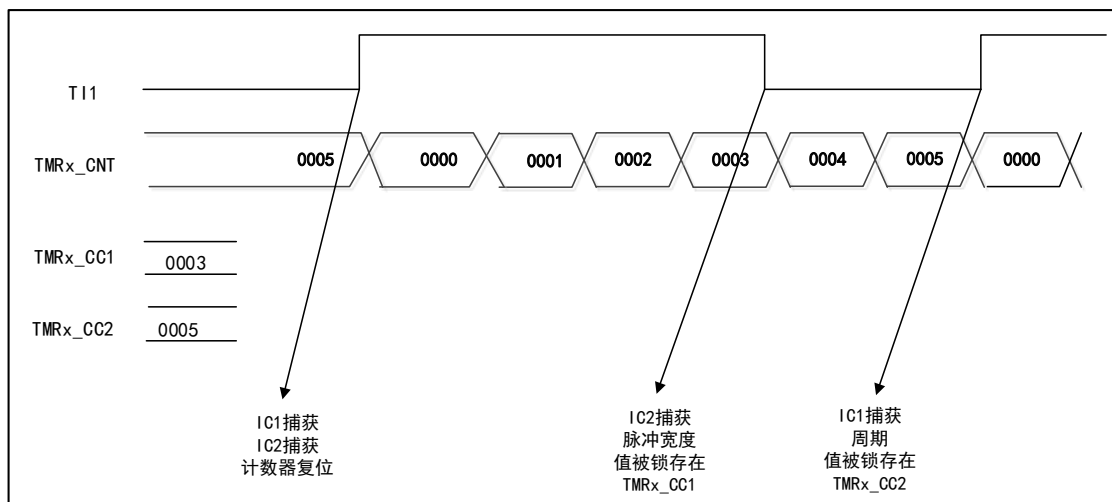 TI1
TMRx_CNT
0005 0000 0001 0002 0003 0004 0005 0000
TMRx_CC1
0003
TMRx_CC2
0005
IC1捕获
IC2捕获
计数器复位
IC2捕获
脉冲宽度
值被锁存在
TMRx_CC1
IC1捕获
周期
值被锁存在
TMRx_CC2